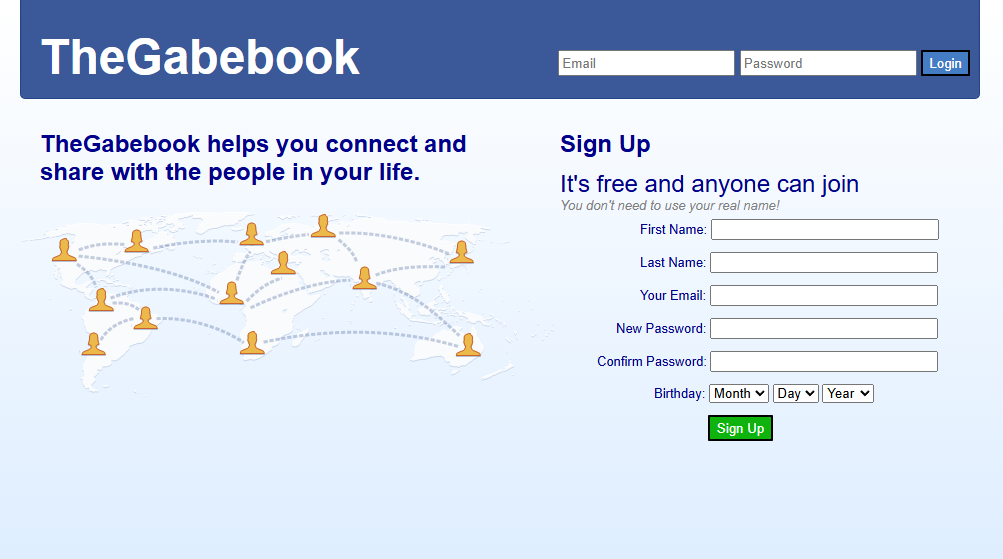 TheGabebook
Email Password Login
TheGabebook helps you connect and
share with the people in your life.
Sign Up
It's free and anyone can join
You don't need to use your real name!
First Name:
Last Name:
Your Email:
New Password:
Confirm Password:
Birthday: Month Day Year
Sign Up